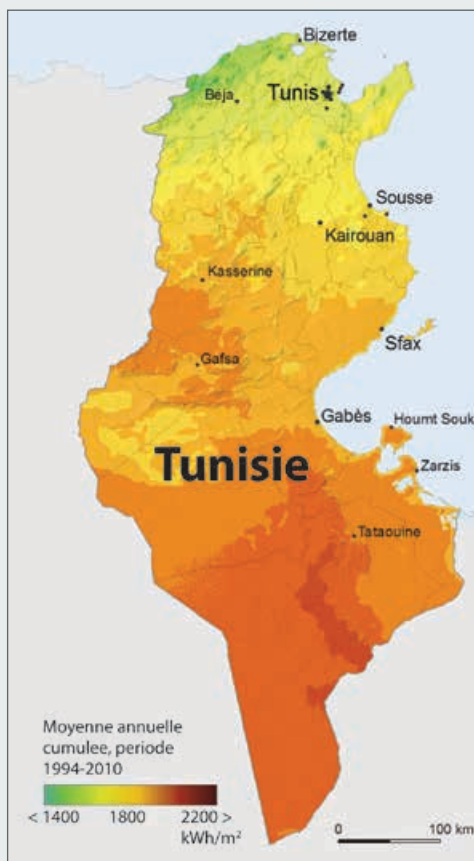 Bizerte
Beja
Tunis
Sousse
Kairouan
Kasserine
Sfax
Gafsa
Gabès
Houmt Souk
Tunisie
Zarzis
Tataouine
Moyenne annuelle
cumulee, periode
1994-2010
< 1400 1800 2200 >
kWh/m²
0 100 km